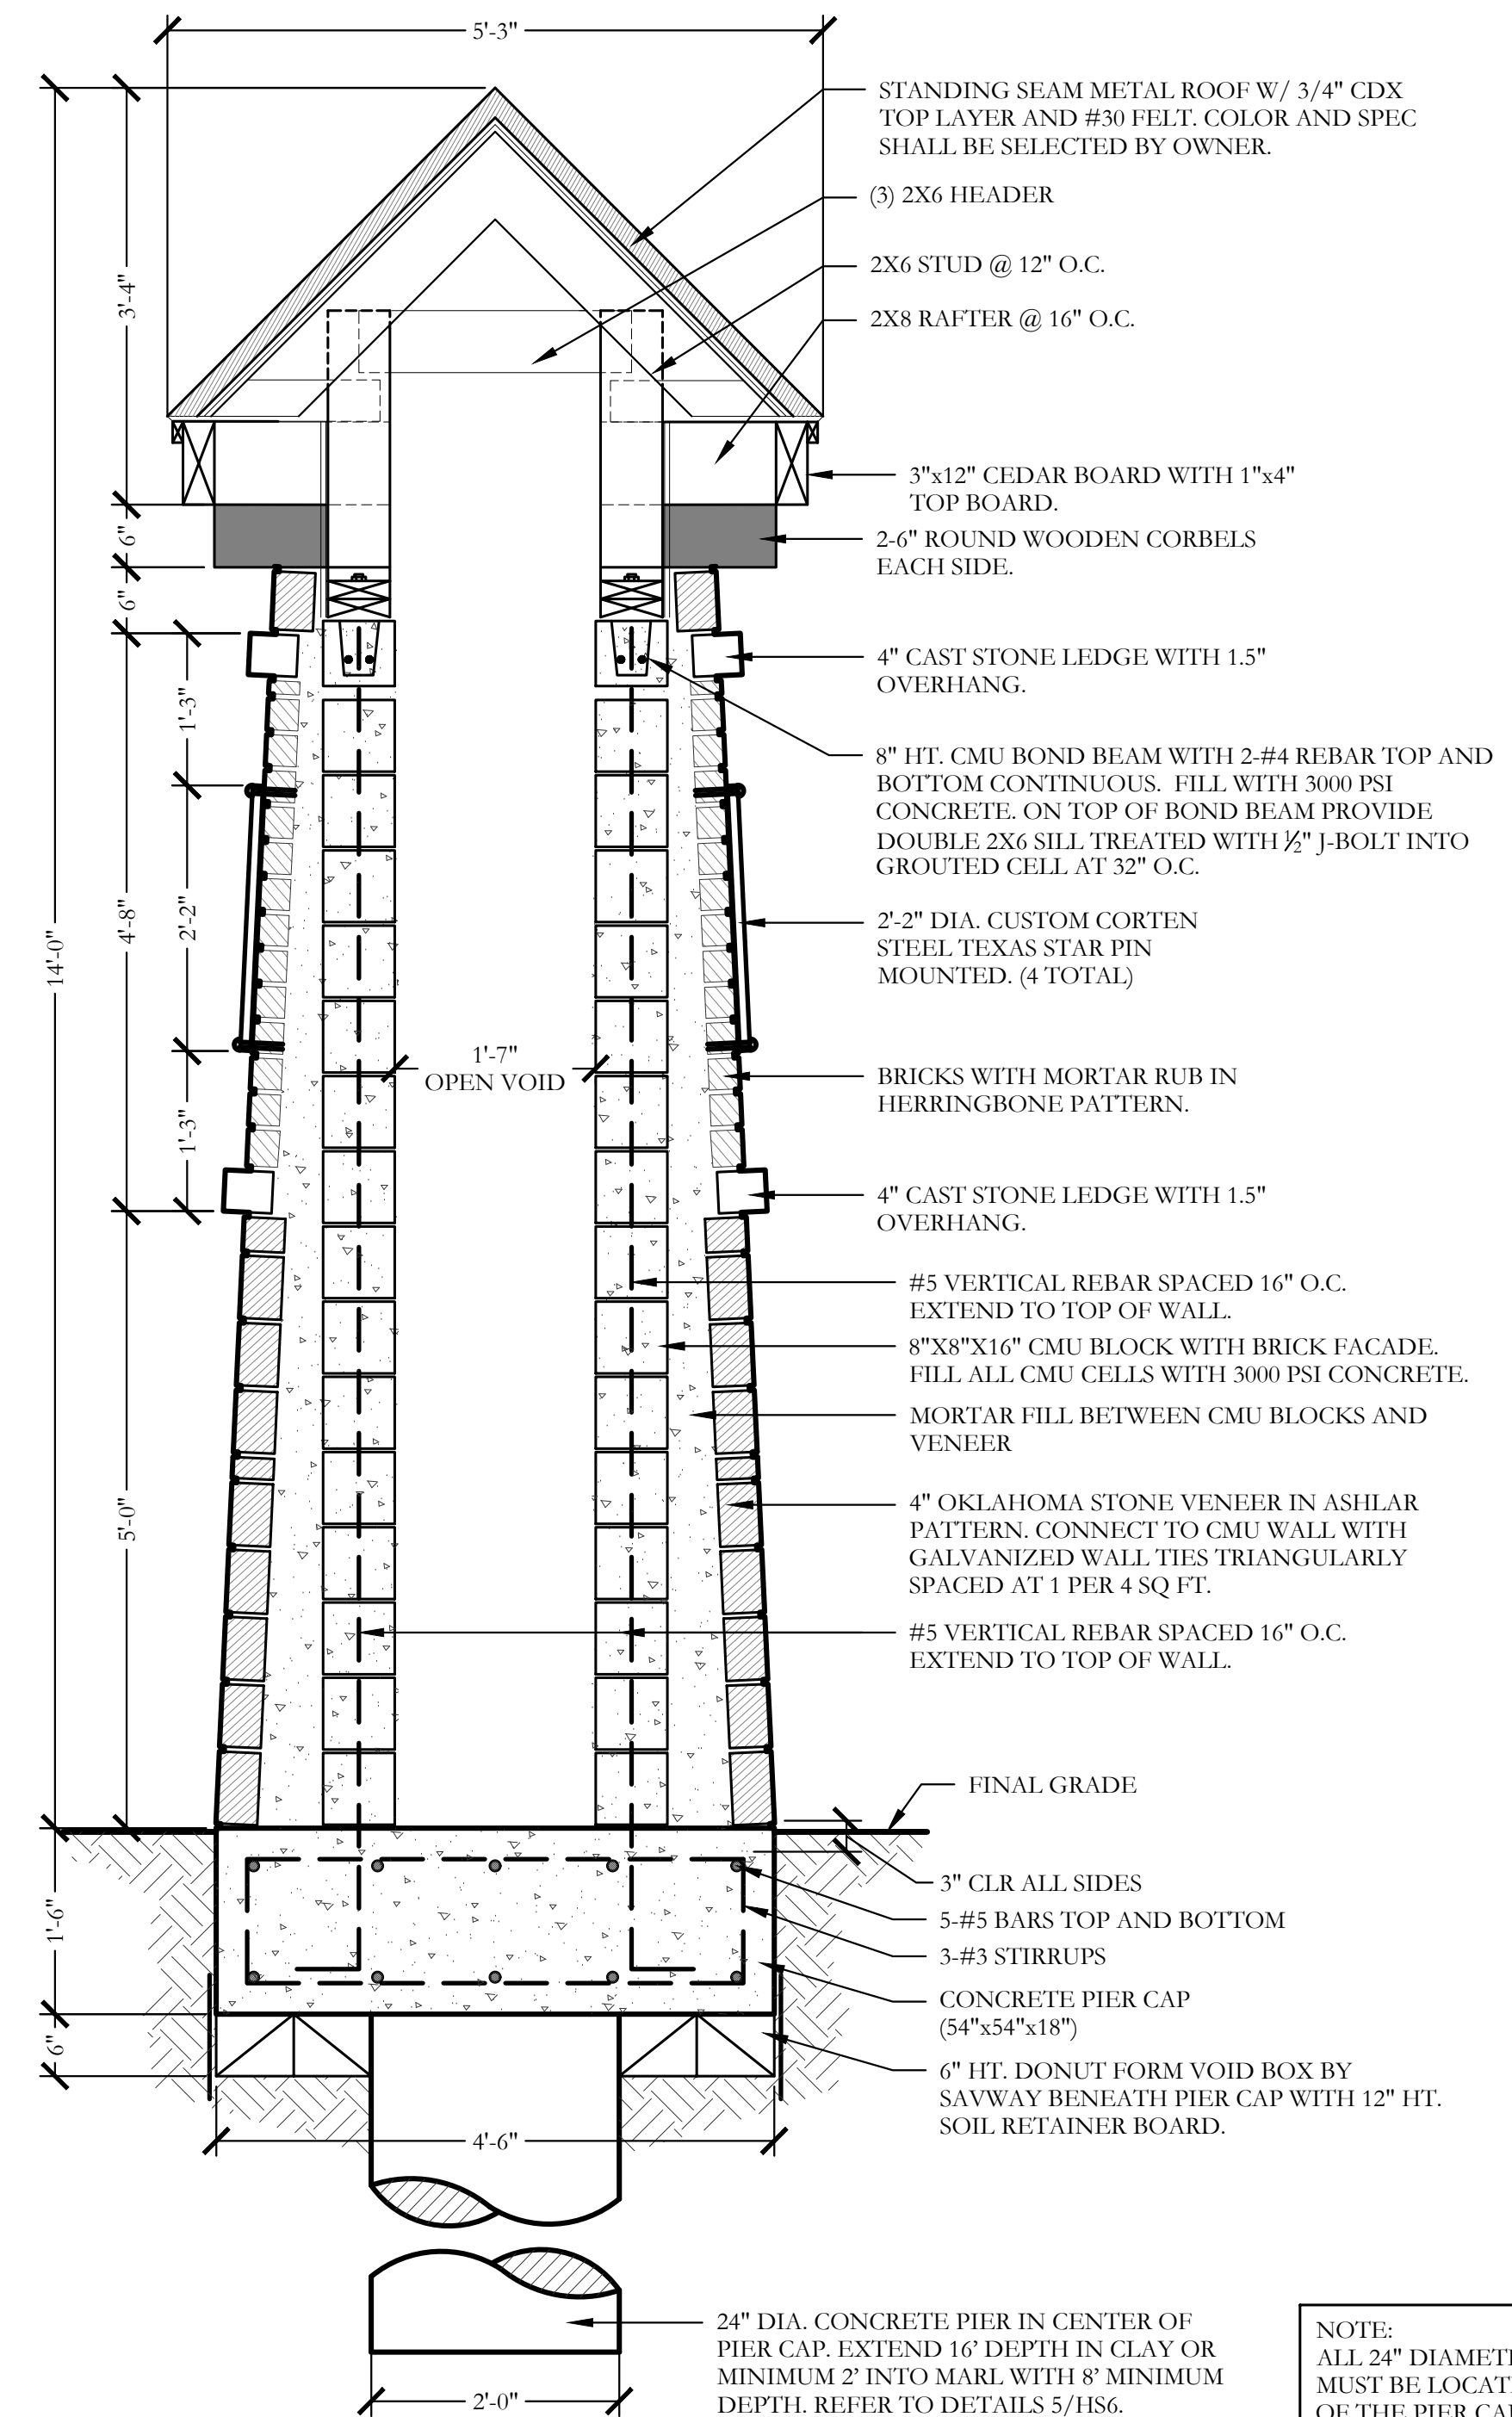 5'-3"
STANDING SEAM METAL ROOF W/ 3/4" CDX
TOP LAYER AND #30 FELT. COLOR AND SPEC
SHALL BE SELECTED BY OWNER.
(3) 2X6 HEADER
2X6 STUD @ 12" O.C.
2X8 RAFTER @ 16" O.C.
3"x12" CEDAR BOARD WITH 1"x4"
TOP BOARD.
2-6" ROUND WOODEN CORBELS
EACH SIDE.
4" CAST STONE LEDGE WITH 1.5"
OVERHANG.
8" HT. CMU BOND BEAM WITH 2-#4 REBAR TOP AND
BOTTOM CONTINUOUS. FILL WITH 3000 PSI
CONCRETE. ON TOP OF BOND BEAM PROVIDE
DOUBLE 2X6 SILL TREATED WITH ½" J-BOLT INTO
GROUTED CELL AT 32" O.C.
2'-2" DIA. CUSTOM CORTEN
STEEL TEXAS STAR PIN
MOUNTED. (4 TOTAL)
BRICKS WITH MORTAR RUB IN
HERRINGBONE PATTERN.
4" CAST STONE LEDGE WITH 1.5"
OVERHANG.
#5 VERTICAL REBAR SPACED 16" O.C.
EXTEND TO TOP OF WALL.
8"X8"X16" CMU BLOCK WITH BRICK FACADE.
FILL ALL CMU CELLS WITH 3000 PSI CONCRETE.
MORTAR FILL BETWEEN CMU BLOCKS AND
VENEER
4" OKLAHOMA STONE VENEER IN ASHLAR
PATTERN. CONNECT TO CMU WALL WITH
GALVANIZED WALL TIES TRIANGULARLY
SPACED AT 1 PER 4 SQ FT.
#5 VERTICAL REBAR SPACED 16" O.C.
EXTEND TO TOP OF WALL.
FINAL GRADE
3" CLR ALL SIDES
5-#5 BARS TOP AND BOTTOM
3-#3 STIRRUPS
CONCRETE PIER CAP
(54"x54"x18")
6" HT. DONUT FORM VOID BOX BY
SAVWAY BENEATH PIER CAP WITH 12" HT.
SOIL RETAINER BOARD.
24" DIA. CONCRETE PIER IN CENTER OF
PIER CAP. EXTEND 16' DEPTH IN CLAY OR
MINIMUM 2' INTO MARL WITH 8' MINIMUM
DEPTH. REFER TO DETAILS 5/HS6.
NOTE:
ALL 24"
MUST BE
OF THE PIER
14'-0"
3'-4"
6"
6"
4'-8"
5'-0"
1'-3"
2'-2"
1'-3"
1'-7"
OPEN VOID
1'-6"
6"
4'-6"
2'-0"